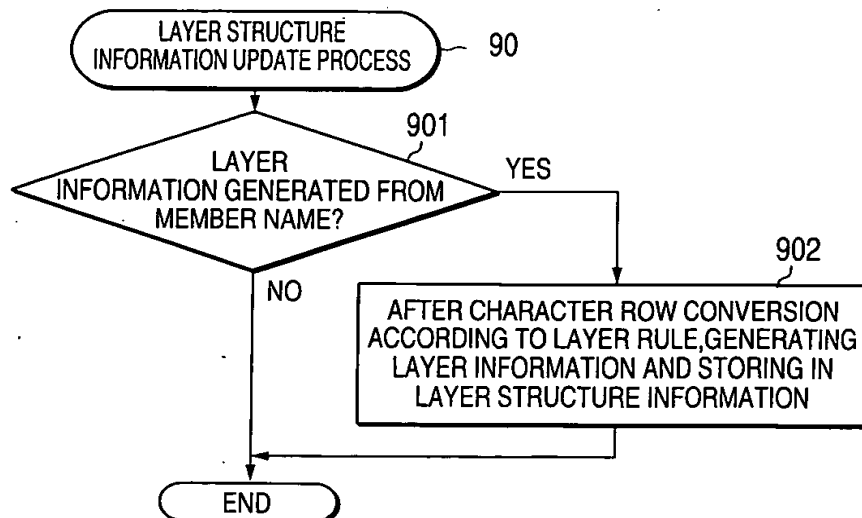 LAYER STRUCTURE
INFORMATION UPDATE PROCESS
90
901
LAYER
INFORMATION GENERATED FROM
MEMBER NAME?
YES
NO
902
AFTER CHARACTER ROW CONVERSION
ACCORDING TO LAYER RULE,GENERATING
LAYER INFORMATION AND STORING IN
LAYER STRUCTURE INFORMATION
END